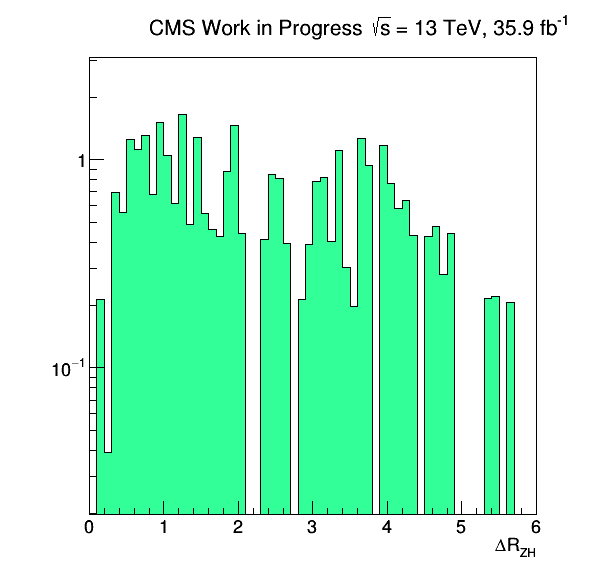 CMS Work in Progress √s = 13 TeV, 35.9 fb⁻¹
1
10⁻¹
0 1 2 3 4 5 6
ΔR_ZH